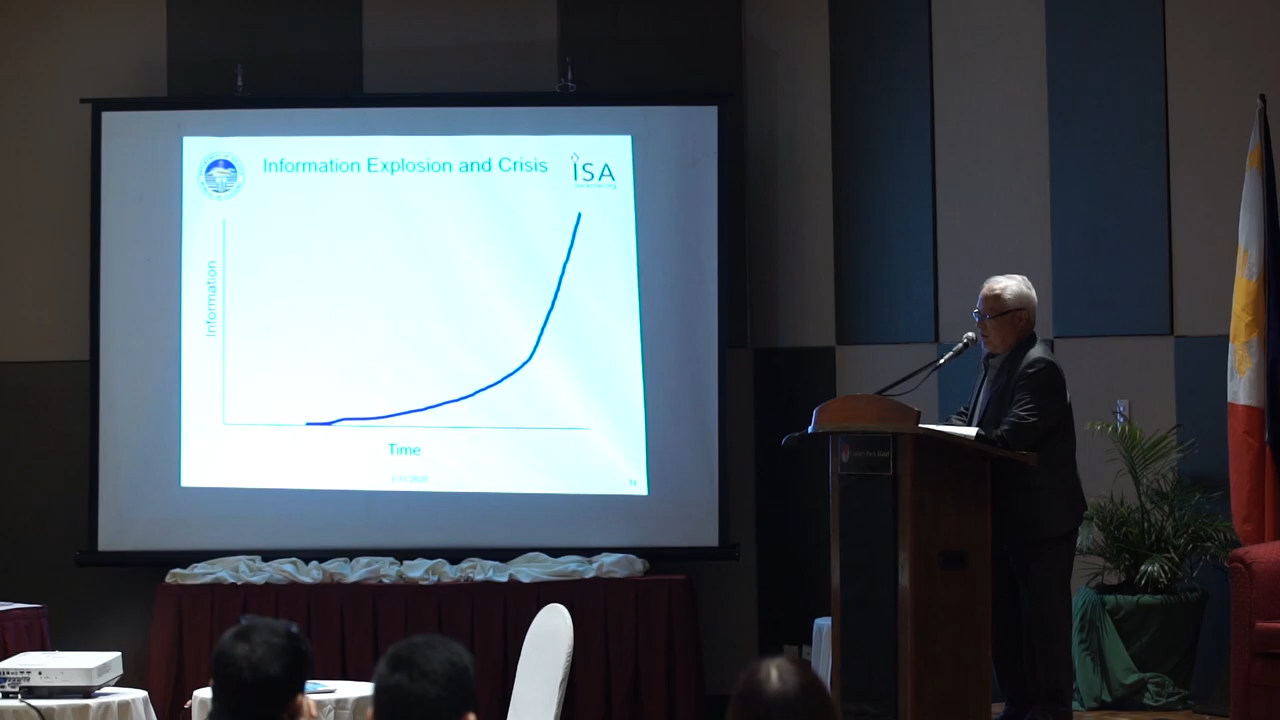 Information Explosion and Crisis
ISA
Information
Time